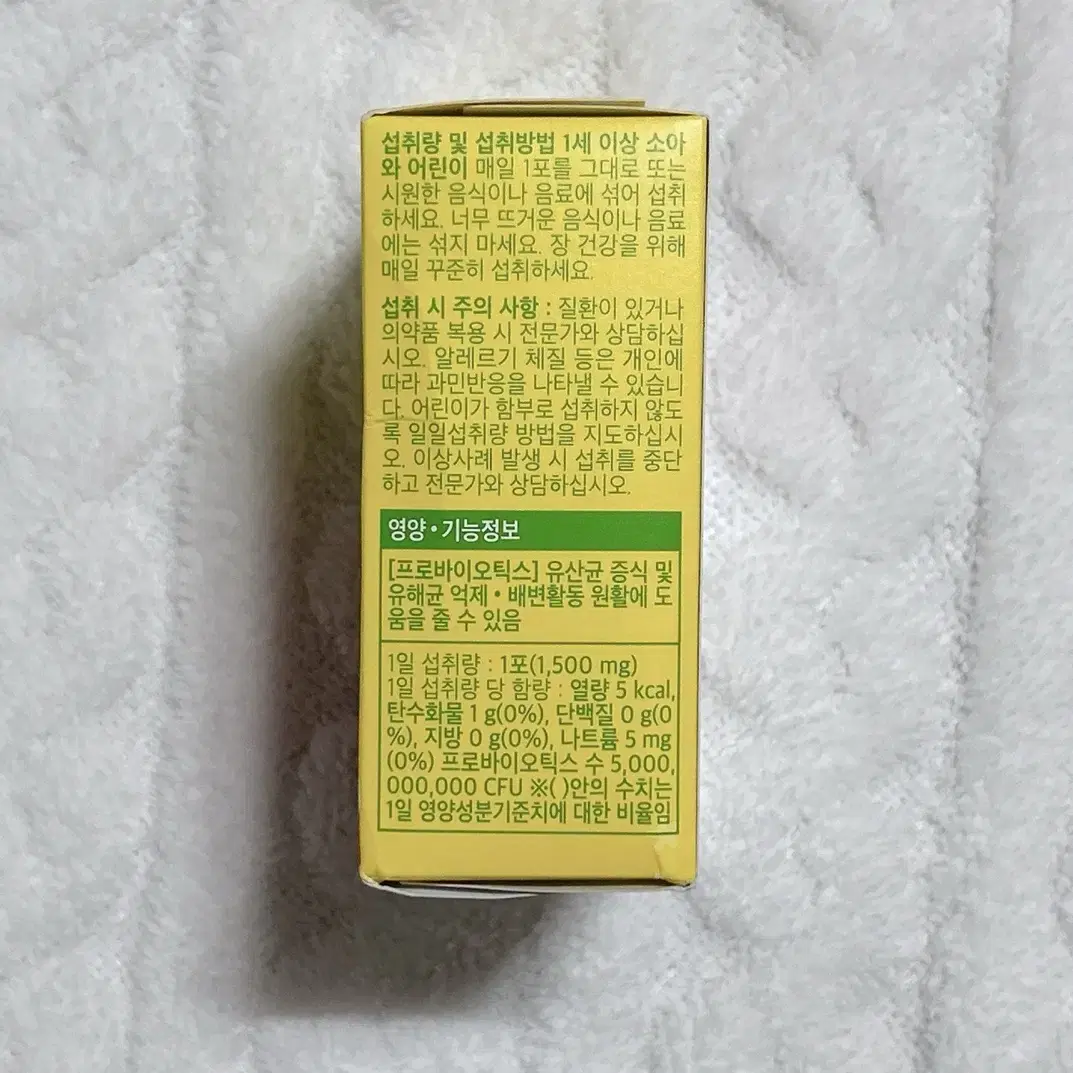 섭취량 및 섭취방법 1세 이상 소아
와 어린이 매일 1포를 그대로 또는
시원한 음식이나 음료에 섞어 섭취
하세요. 너무 뜨거운 음식이나 음료
에는 섞지 마세요. 장 건강을 위해
매일 꾸준히 섭취하세요.
섭취 시 주의 사항 : 질환이 있거나
의약품 복용 시 전문가와 상담하십
시오. 알레르기 체질 등은 개인에
따라 과민반응을 나타낼 수 있습니
다. 어린이가 함부로 섭취하지 않도
록 일일섭취량 방법을 지도하십시
오. 이상사례 발생 시 섭취를 중단
하고 전문가와 상담하십시오.
영양•기능정보
[프로바이오틱스] 유산균 증식 및
유해균 억제•배변활동 원활에 도
움을 줄 수 있음
1일 섭취량 : 1포(1,500 mg)
1일 섭취량 당 함량 : 열량 5 kcal,
탄수화물 1 g(0%), 단백질 0 g(0
%), 지방 0 g(0%), 나트륨 5 mg
(0%) 프로바이오틱스 수 5,000,
000,000 CFU ※( )안의 수치는
1일 영양성분기준치에 대한 비율임